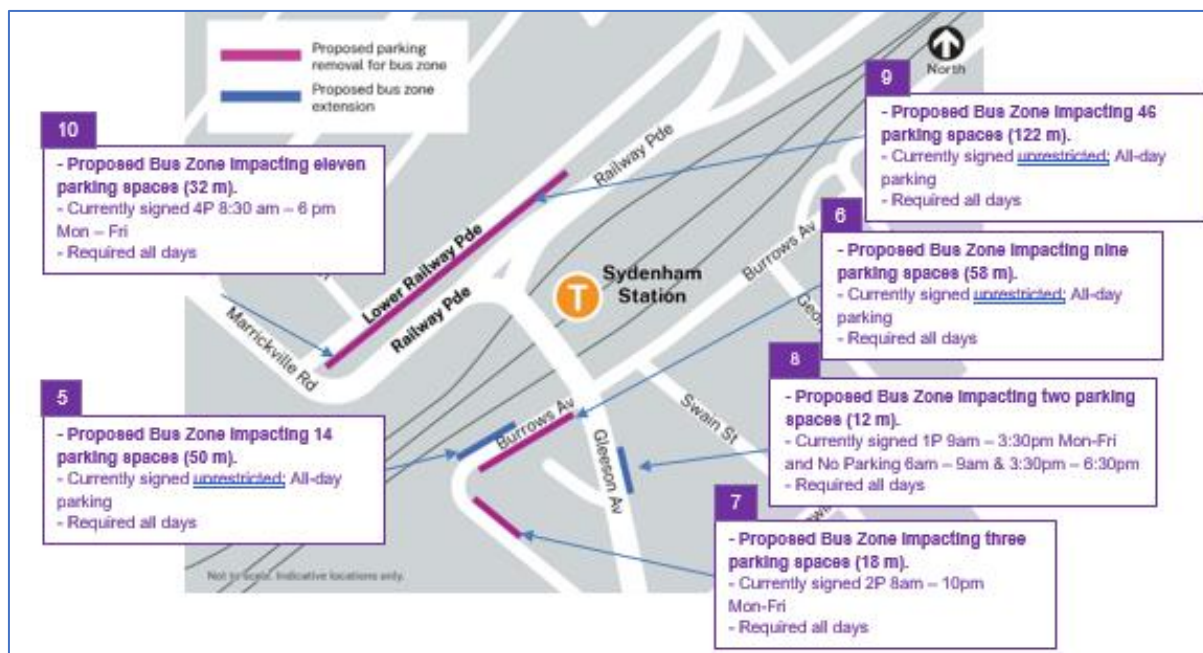 Proposed parking
removal for bus zone
Proposed bus zone
extension
North
10
- Proposed Bus Zone impacting eleven
parking spaces (32 m).
- Currently signed 4P 8:30 am – 6 pm
Mon – Fri
- Required all days
9
- Proposed Bus Zone impacting 46
parking spaces (122 m).
- Currently signed unrestricted; All-day
parking
- Required all days
Railway Pde
Lower Railway Pde
Railway Pde
Marrickville Rd
T
Sydenham
Station
Burrows Av
6
- Proposed Bus Zone impacting nine
parking spaces (58 m).
- Currently signed unrestricted; All-day
parking
- Required all days
5
- Proposed Bus Zone impacting 14
parking spaces (50 m).
- Currently signed unrestricted; All-day
parking
- Required all days
Burrows Av
Gleeson Av
Swain St
8
- Proposed Bus Zone impacting two parking
spaces (12 m).
- Currently signed 1P 9am – 3:30pm Mon-Fri
and No Parking 6am – 9am & 3:30pm – 6:30pm
- Required all days
7
- Proposed Bus Zone impacting three
parking spaces (18 m).
- Currently signed 2P 8am – 10pm
Mon-Fri
- Required all days
Not to scale. Indicative locations only.